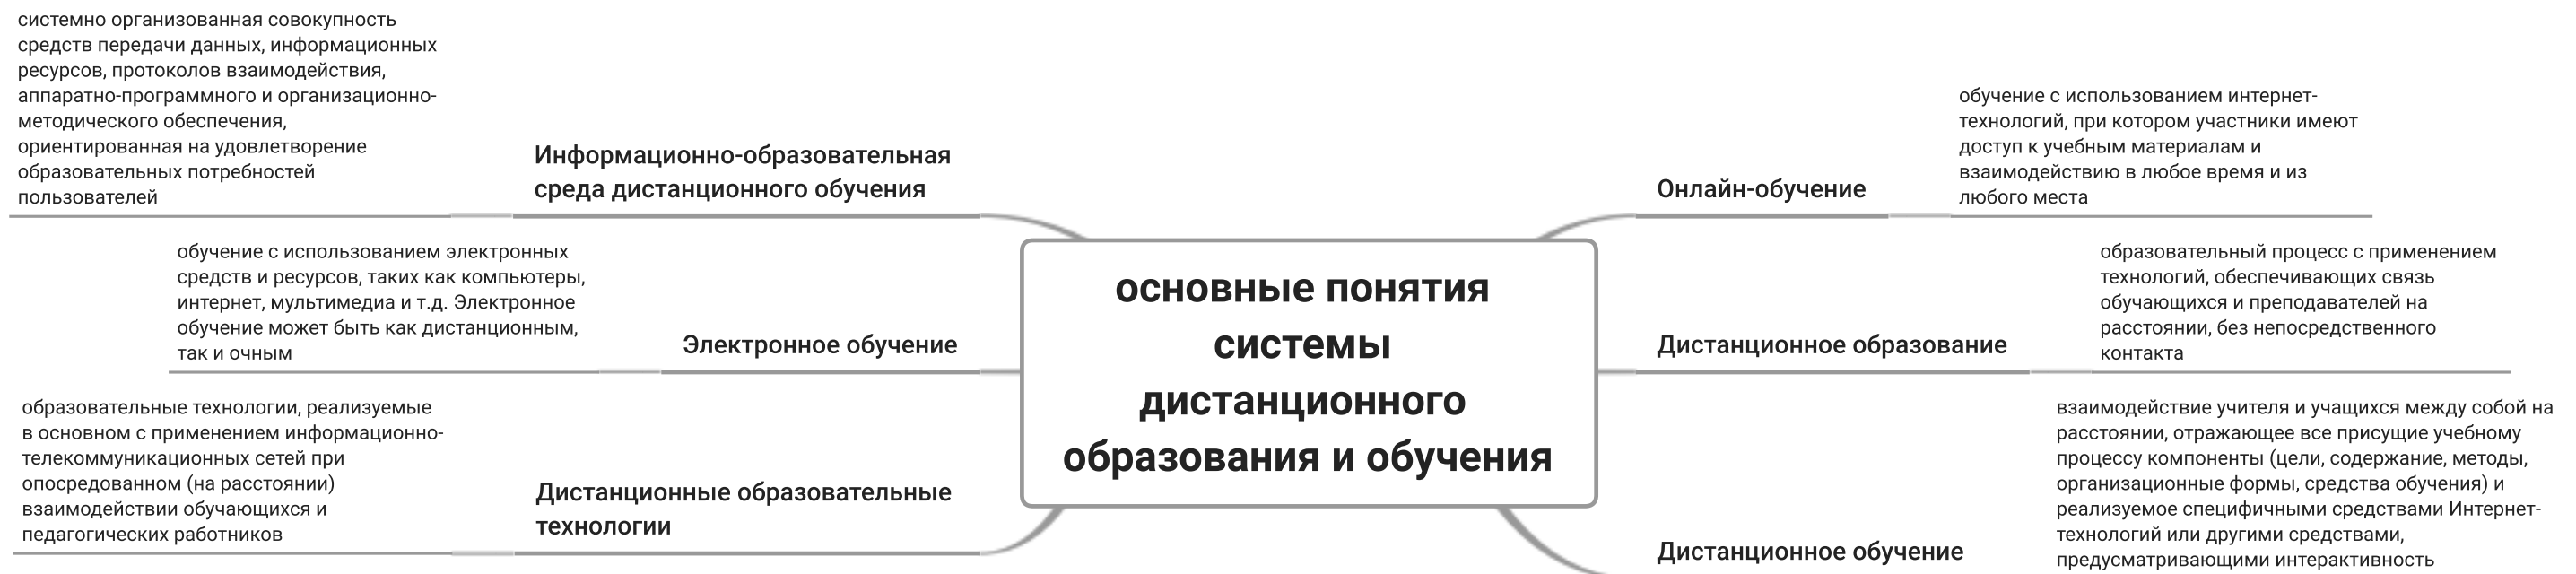 системно организованная совокупность
средств передачи данных, информационных
ресурсов, протоколов взаимодействия,
аппаратно-программного и организационно-
методического обеспечения,
ориентированная на удовлетворение
образовательных потребностей
пользователей
Информационно-образовательная
среда дистанционного обучения
обучение с использованием электронных
средств и ресурсов, таких как компьютеры,
интернет, мультимедиа и т.д. Электронное
обучение может быть как дистанционным,
так и очным
Электронное обучение
образовательные технологии, реализуемые
в основном с применением информационно-
телекоммуникационных сетей при
опосредованном (на расстоянии)
взаимодействии обучающихся и
педагогических работников
Дистанционные образовательные
технологии
основные понятия
системы
дистанционного
образования и обучения
Онлайн-обучение
обучение с использованием интернет-
технологий, при котором участники имеют
доступ к учебным материалам и
взаимодействию в любое время и из
любого места
Дистанционное образование
образовательный процесс с применением
технологий, обеспечивающих связь
обучающихся и преподавателей на
расстоянии, без непосредственного
контакта
Дистанционное обучение
взаимодействие учителя и учащихся между собой на
расстоянии, отражающее все присущие учебному
процессу компоненты (цели, содержание, методы,
организационные формы, средства обучения) и
реализуемое специфичными средствами Интернет-
технологий или другими средствами,
предусматривающими интерактивность